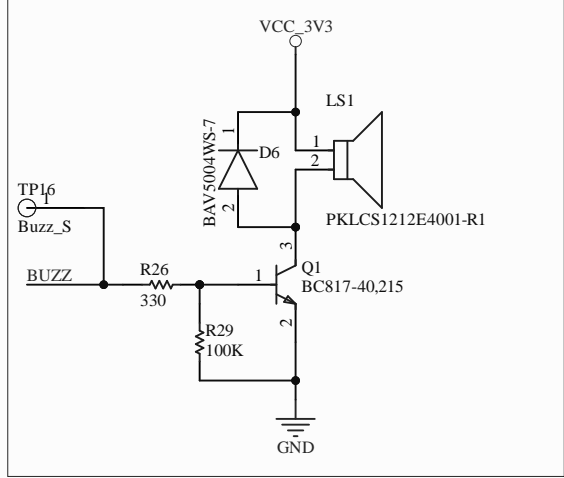 VCC_3V3
LS1
1
BAV5004WS-7
D6
1
2
2
TP16
1
Buzz_S
PKLCS1212E4001-R1
3
BUZZ
R26
330
1
Q1
BC817-40,215
2
R29
100K
GND